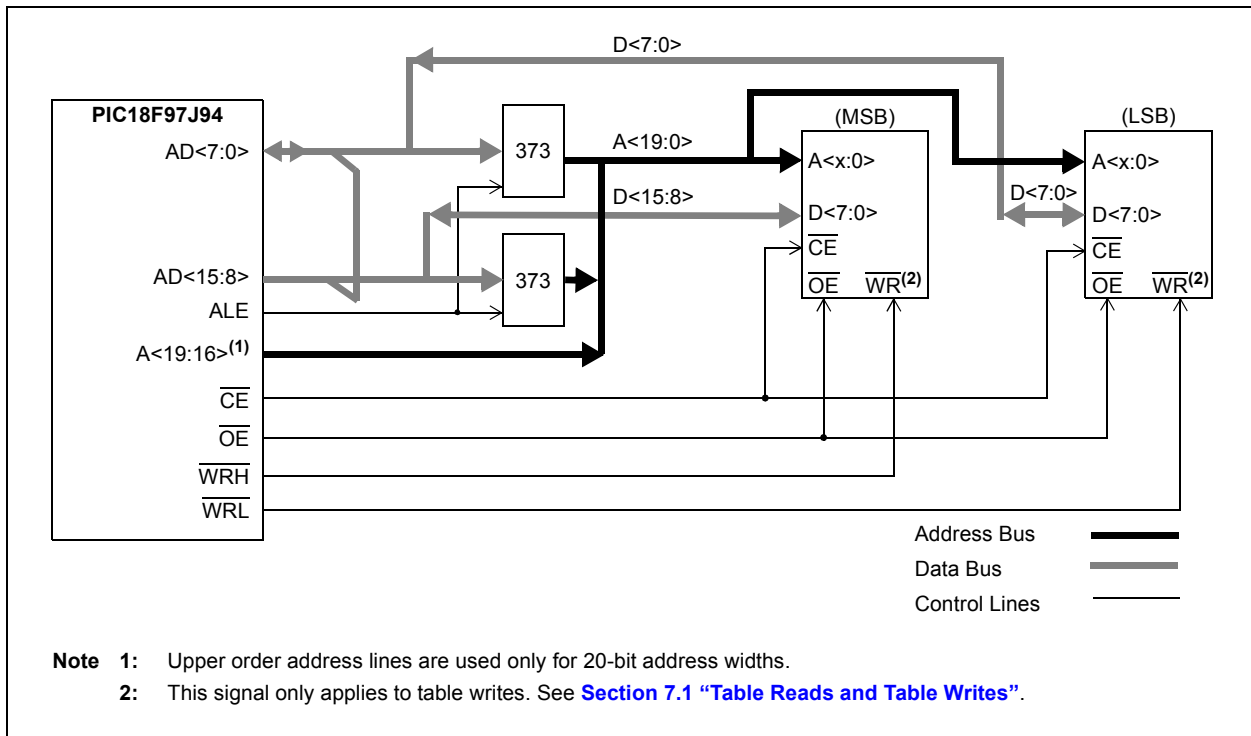 D<7:0>
PIC18F97J94
(MSB)
(LSB)
AD<7:0>
373
A<19:0>
A<x:0>
A<x:0>
D<15:8>
D<7:0>
D<7:0>
D<7:0>
CE
CE
AD<15:8>
373
OE
WR(2)
OE
WR(2)
ALE
A<19:16>(1)
CE
OE
WRH
WRL
Address Bus
Data Bus
Control Lines
Note 1: Upper order address lines are used only for 20-bit address widths.
2: This signal only applies to table writes. See Section 7.1 “Table Reads and Table Writes”.